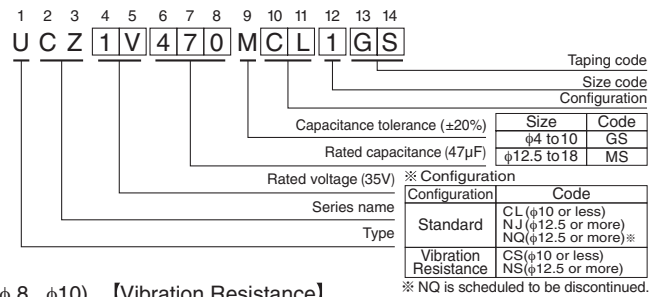 1 2 3 4 5 6 7 8 9 10 11 12 13 14
U C Z 1 V 4 7 0 M C L 1 G S
Taping code
Size code
Configuration
Capacitance tolerance (±20%)
Rated capacitance (47µF)
Rated voltage (35V)
Series name
Type
Size Code
ϕ4 to10 GS
ϕ12.5 to18 MS
※ Configuration
Configuration Code
Standard
CL(ϕ10 or less)
NJ(ϕ12.5 or more)
NQ(ϕ12.5 or more)※
Vibration
Resistance
CS(ϕ10 or less)
NS(ϕ12.5 or more)
※ NQ is scheduled to be discontinued.
ϕ10) 【Vibration Resistance】